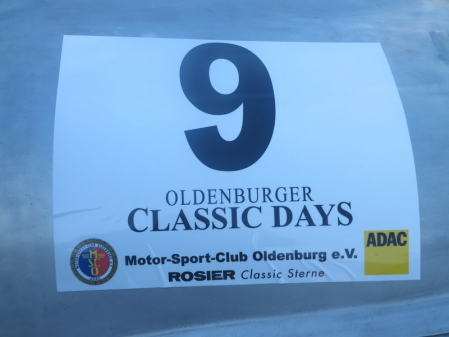 9
OLDENBURGER
CLASSIC DAYS
Motor-Sport-Club Oldenburg e.V.
ADAC
ROSIER Classic Sterne